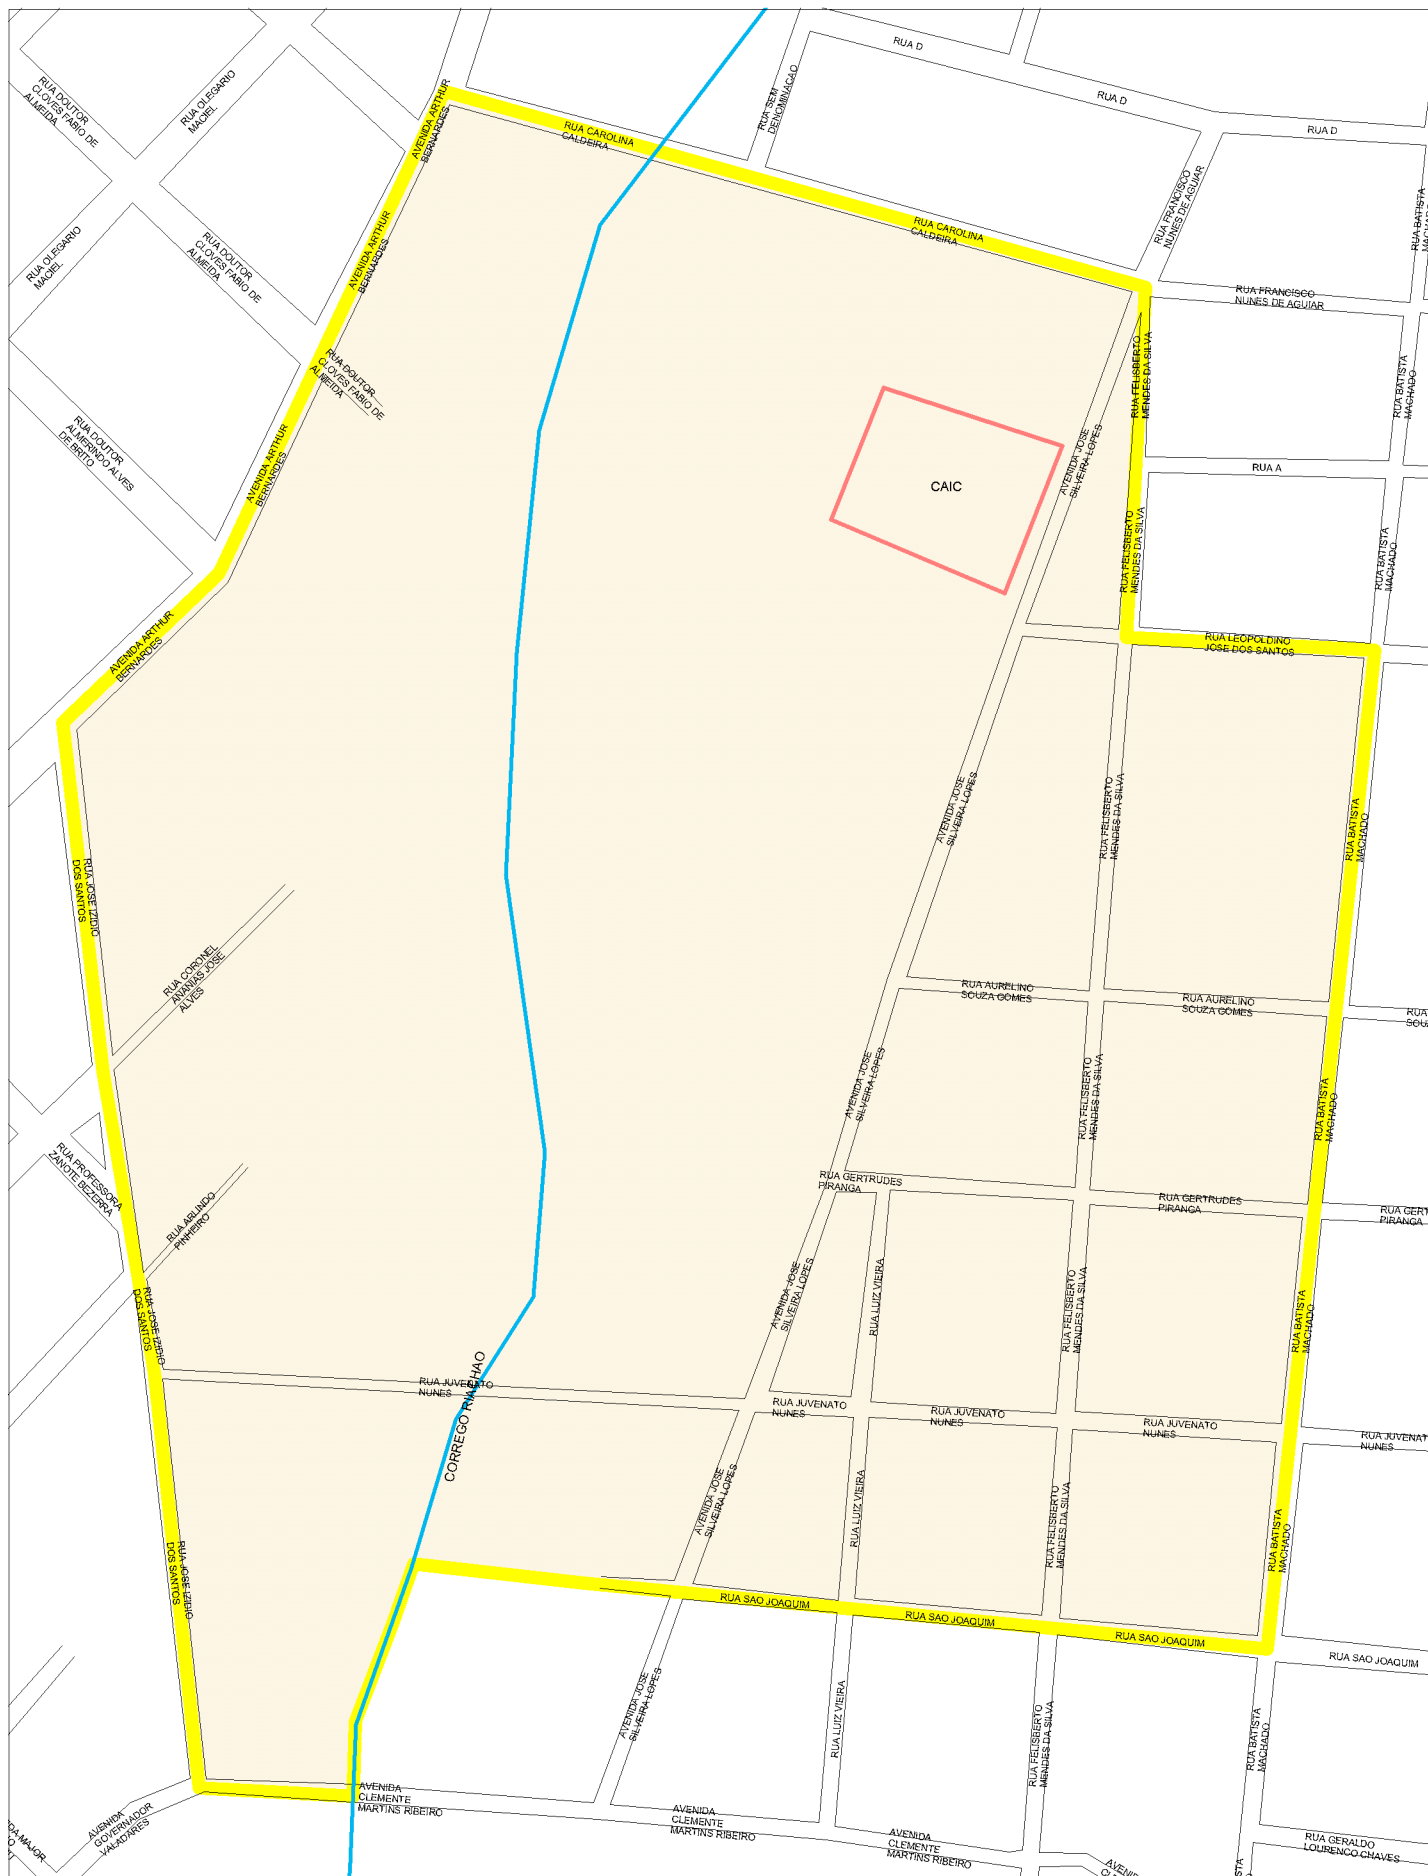 RUA D
RUA DOUTOR
CLOVES FABIO DE
ALMEIDA
RUA OLEGARIO
MACIEL
AVENIDA ARTHUR
BERNARDES
RUA CAROLINA
CALDEIRA
RUA SEM
DENOMINACAO
RUA D
RUA D
RUA FRANCISCO
NUNES DE AGUIAR
RUA BATISTA
RUA OLEGARIO
MACIEL
RUA DOUTOR
CLOVES FABIO DE
ALMEIDA
AVENIDA ARTHUR
BERNARDES
RUA CAROLINA
CALDEIRA
RUA FRANCISCO
NUNES DE AGUIAR
RUA DOUTOR
CLOVES FABIO DE
ALMEIDA
RUA FELISBERTO
MENDES DA SILVA
RUA BATISTA
MACHADO
RUA DOUTOR
ALMERINDO ALVES
DE BRITO
AVENIDA ARTHUR
BERNARDES
CAIC
AVENIDA JOSE
SILVEIRA LOPES
RUA A
RUA FELISBERTO
MENDES DA SILVA
RUA BATISTA
MACHADO
AVENIDA ARTHUR
BERNARDES
RUA LEOPOLDINO
JOSE DOS SANTOS
AVENIDA JOSE
SILVEIRA LOPES
RUA FELISBERTO
MENDES DA SILVA
RUA BATISTA
MACHADO
RUA JOSE IZIDIO
DOS SANTOS
RUA CORONEL
ANANIAS JOSE
ALVES
RUA AURELINO
SOUZA GOMES
RUA AURELINO
SOUZA GOMES
RUA
SOUZ
AVENIDA JOSE
SILVEIRA LOPES
RUA FELISBERTO
MENDES DA SILVA
RUA BATISTA
MACHADO
RUA PROFESSORA
ZANOTE BEZERRA
RUA ARLINDO
PINHEIRO
RUA GERTRUDES
PIRANGA
RUA GERTRUDES
PIRANGA
RUA GERT
PIRANGA
RUA JOSE IZIDIO
DOS SANTOS
AVENIDA JOSE
SILVEIRA LOPES
RUA LUIZ VIEIRA
RUA FELISBERTO
MENDES DA SILVA
RUA BATISTA
MACHADO
RUA JUVENATO
NUNES
CORREGO RIACHAO
RUA JUVENATO
NUNES
RUA JUVENATO
NUNES
RUA JUVENATO
NUNES
RUA JUVENAT
NUNES
AVENIDA JOSE
SILVEIRA LOPES
RUA LUIZ VIEIRA
RUA FELISBERTO
MENDES DA SILVA
RUA BATISTA
MACHADO
RUA JOSE IZIDIO
DOS SANTOS
RUA SAO JOAQUIM
RUA SAO JOAQUIM
RUA SAO JOAQUIM
RUA SAO JOAQUIM
AVENIDA JOSE
SILVEIRA LOPES
RUA LUIZ VIEIRA
RUA FELISBERTO
MENDES DA SILVA
RUA BATISTA
MACHADO
AVENIDA
CLEMENTE
MARTINS RIBEIRO
AVENIDA
GOVERNADOR
VALADARES
AVENIDA
CLEMENTE
MARTINS RIBEIRO
AVENIDA
CLEMENTE
MARTINS RIBEIRO
RUA GERALDO
LOURENCO CHAVES